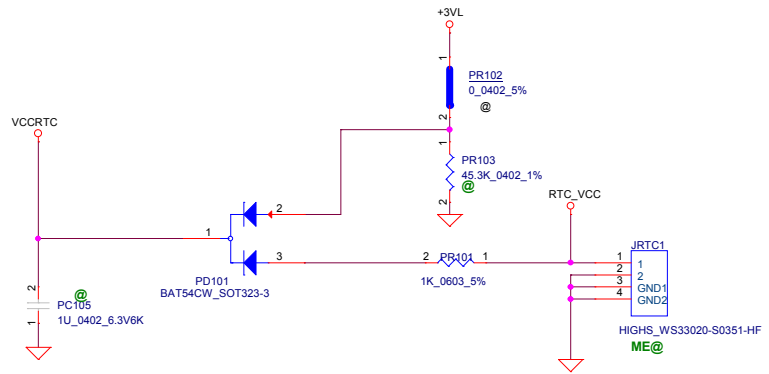 +3VL
1
PR102
0_0402_5%
@
2
VCCRTC
1
PR103
45.3K_0402_1%
@
2
RTC_VCC
2
1
3
2
PR101
1
1K_0603_5%
PD101
BAT54CW_SOT323-3
JRTC1
1
1
2
2
3
GND1
4
GND2
HIGHS_WS33020-S0351-HF
ME@
2
@
PC105
1
1U_0402_6.3V6K